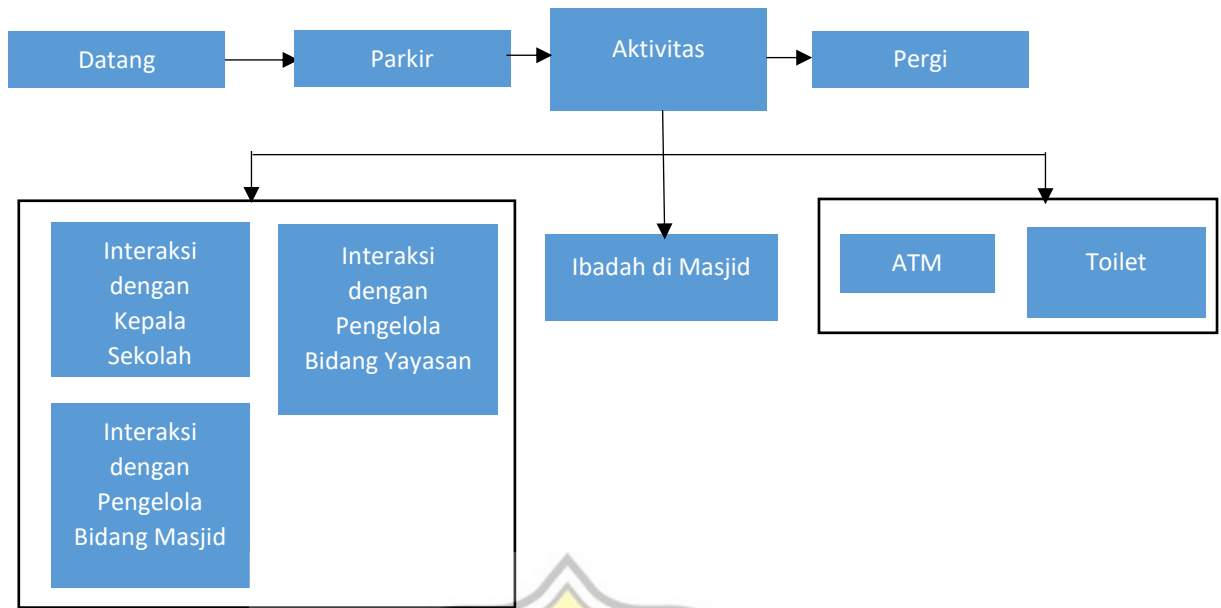 Datang
Parkir
Aktivitas
Pergi
Interaksi
dengan
Kepala
Sekolah
Interaksi
dengan
Pengelola
Bidang Yayasan
Interaksi
dengan
Pengelola
Bidang Masjid
Ibadah di Masjid
ATM
Toilet